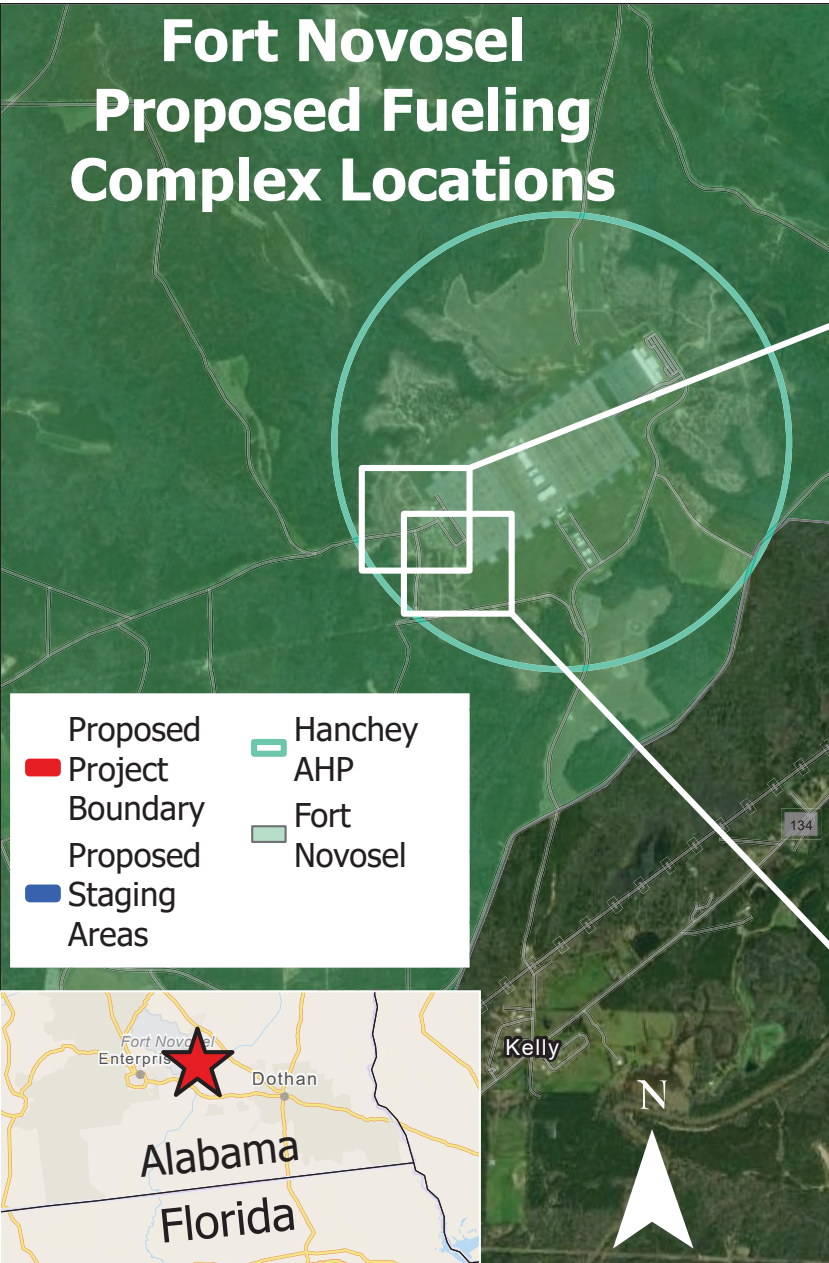 Fort Novosel
Proposed Fueling
Complex Locations
Proposed
Project
Boundary
Proposed
Staging
Areas
Hanchey
AHP
Fort
Novosel
134
Kelly
N
Fort Novosel
Enterpris
Dothan
Alabama
Florida